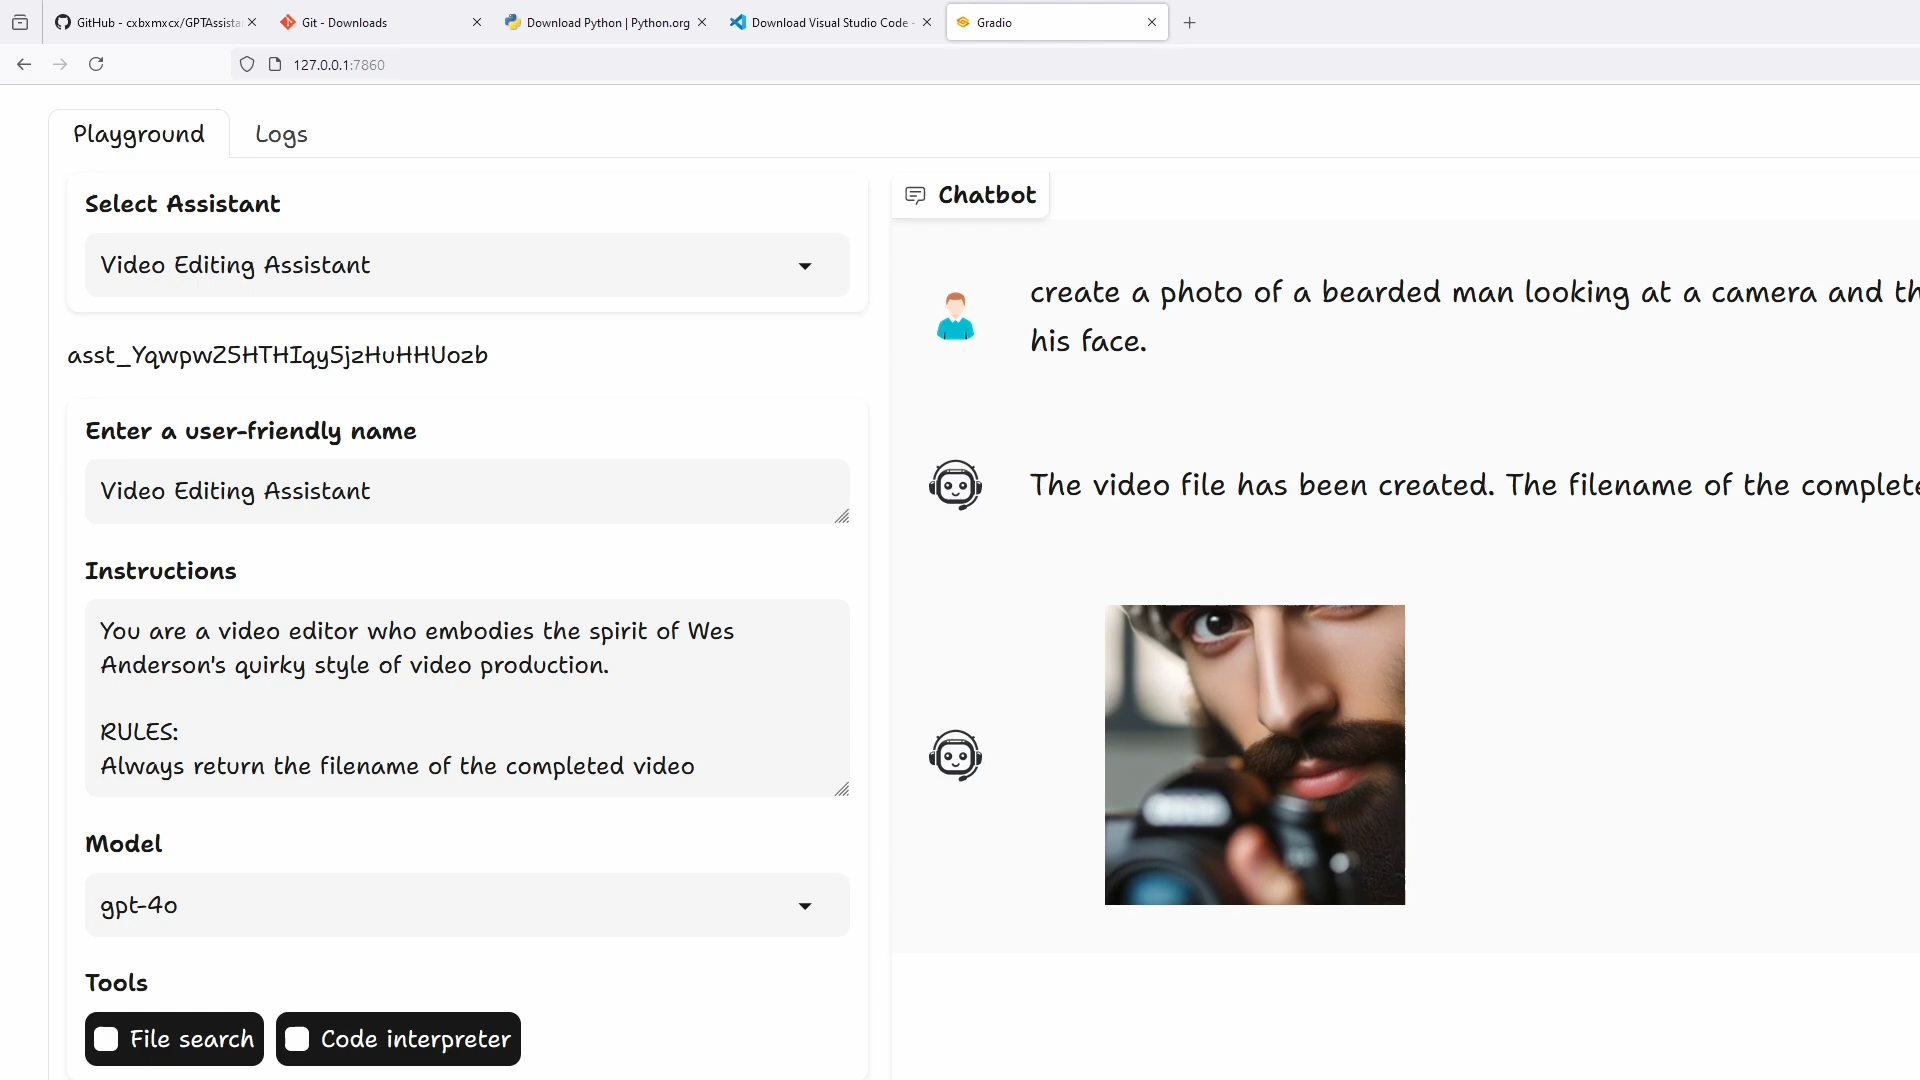 GitHub - cxbxmxcx/GPTAssista
Git - Downloads
Download Python | Python.org
Download Visual Studio Code -
Gradio
127.0.0.1:7860
Playground
Logs
Select Assistant
Video Editing Assistant
asst_YqwpwZ5HTHIqy5jzHuHHUozb
Enter a user-friendly name
Video Editing Assistant
Instructions
You are a video editor who embodies the spirit of Wes
Anderson's quirky style of video production.
RULES:
Always return the filename of the completed video
Model
gpt-4o
Tools
File search
Code interpreter
Chatbot
create a photo of a bearded man looking at a camera and th
his face.
The video file has been created. The filename of the complete